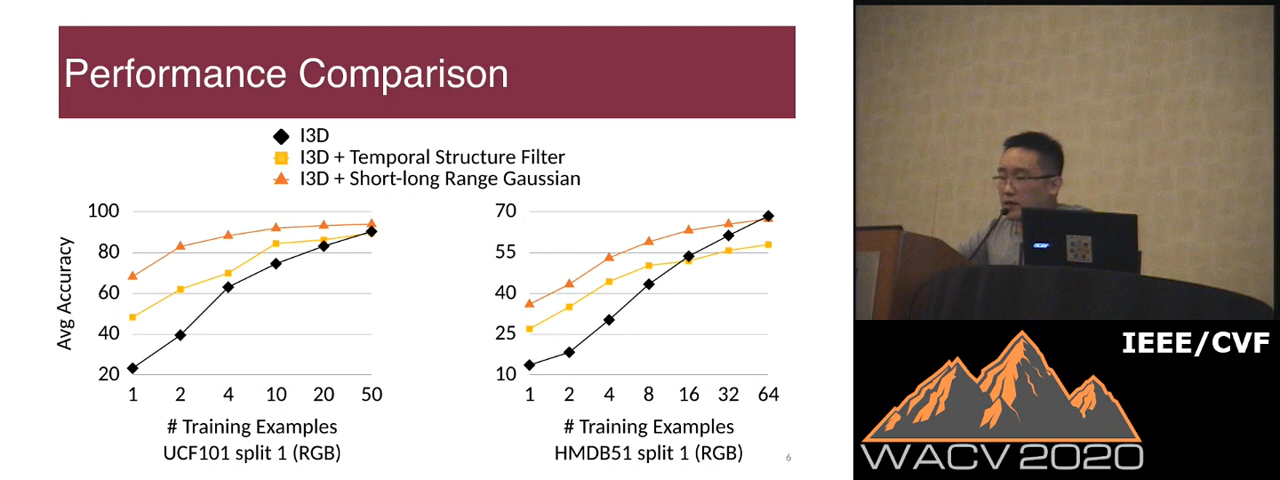 Performance Comparison
I3D
I3D + Temporal Structure Filter
I3D + Short-long Range Gaussian
100
80
60
40
20
Avg Accuracy
1 2 4 10 20 50
# Training Examples
UCF101 split 1 (RGB)
70
55
40
25
10
1 2 4 8 16 32 64
# Training Examples
HMDB51 split 1 (RGB)
6
acer
IEEE/CVF
WACV 2020